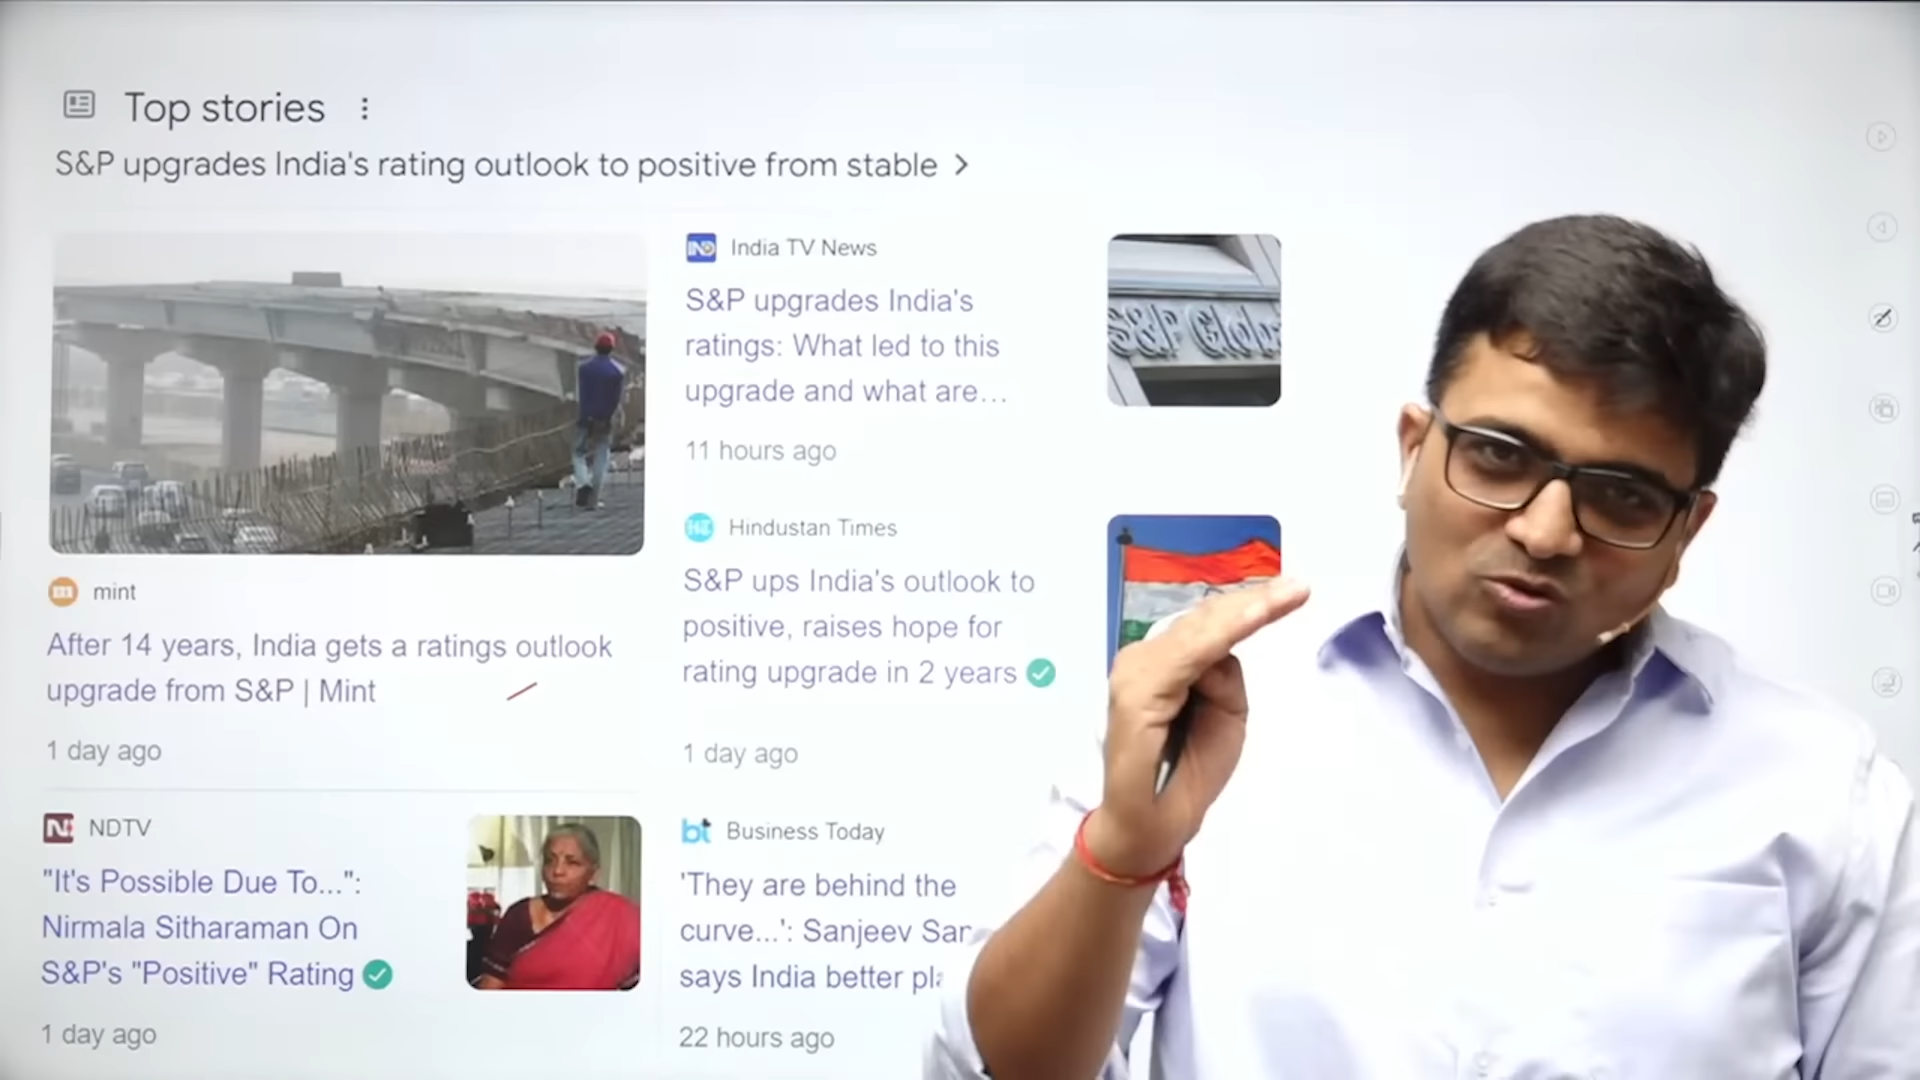 Top stories
S&P upgrades India's rating outlook to positive from stable
mint
After 14 years, India gets a ratings outlook
upgrade from S&P | Mint
1 day ago
NDTV
"It's Possible Due To...":
Nirmala Sitharaman On
S&P's "Positive" Rating
1 day ago
India TV News
S&P upgrades India's
ratings: What led to this
upgrade and what are...
11 hours ago
S&P Glob
Hindustan Times
S&P ups India's outlook to
positive, raises hope for
rating upgrade in 2 years
1 day ago
bt Business Today
'They are behind the
curve...': Sanjeev San
says India better pla
22 hours ago